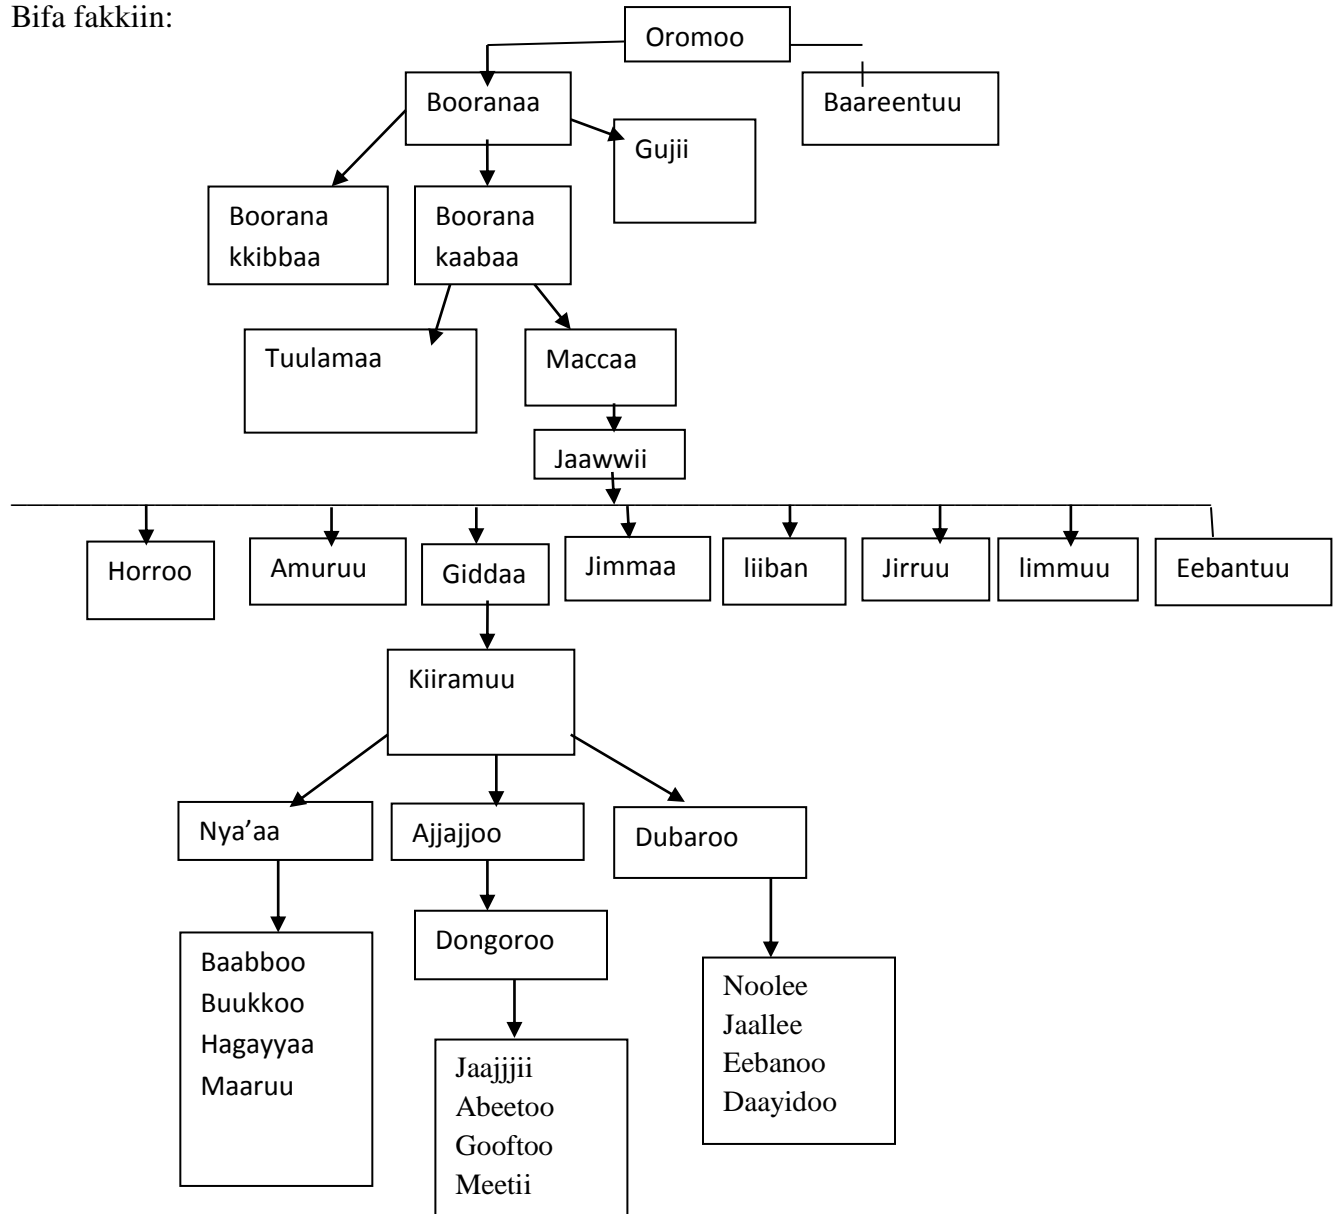 Bifa fakkiin:
Oromoo
Booranaa
Baareentuu
Gujii
Boorana
kkibbaa
Boorana
kaabaa
Tuulamaa
Maccaa
Jaawwii
Horroo
Amuruu
Giddaa
Jimmaa
liiban
Jirruu
limmuu
Eebantuu
Kiiramuu
Nya’aa
Ajjajjoo
Dubaroo
Dongoroo
Baabboo
Buukkoo
Hagayyaa
Maaruu
Noolee
Jaallee
Eebanoo
Daayidoo
Jaajjjii
Abeetoo
Gooftoo
Meetii